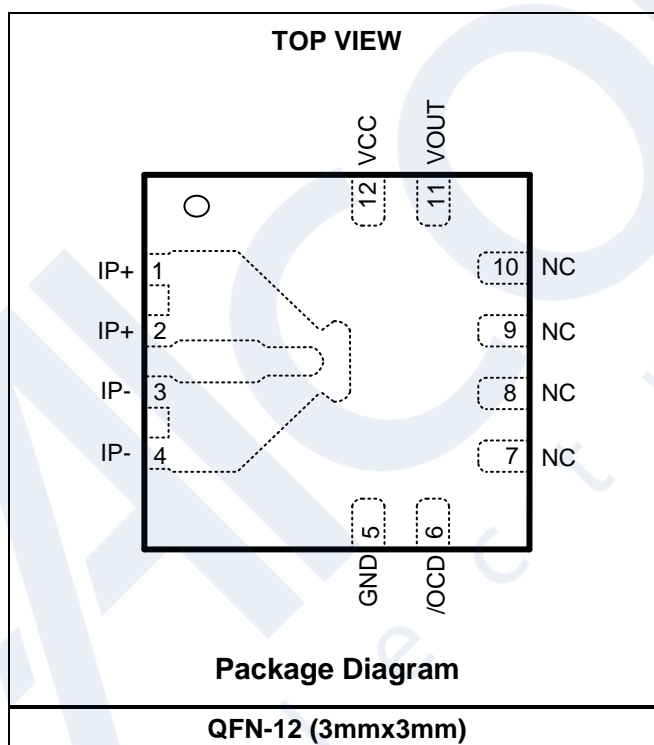 TOP VIEW
12 VCC
11 VOUT
IP+ 1
IP+ 2
IP- 3
IP- 4
10 NC
9 NC
8 NC
7 NC
GND 5
/OCD 6
Package Diagram
QFN-12 (3mmx3mm)